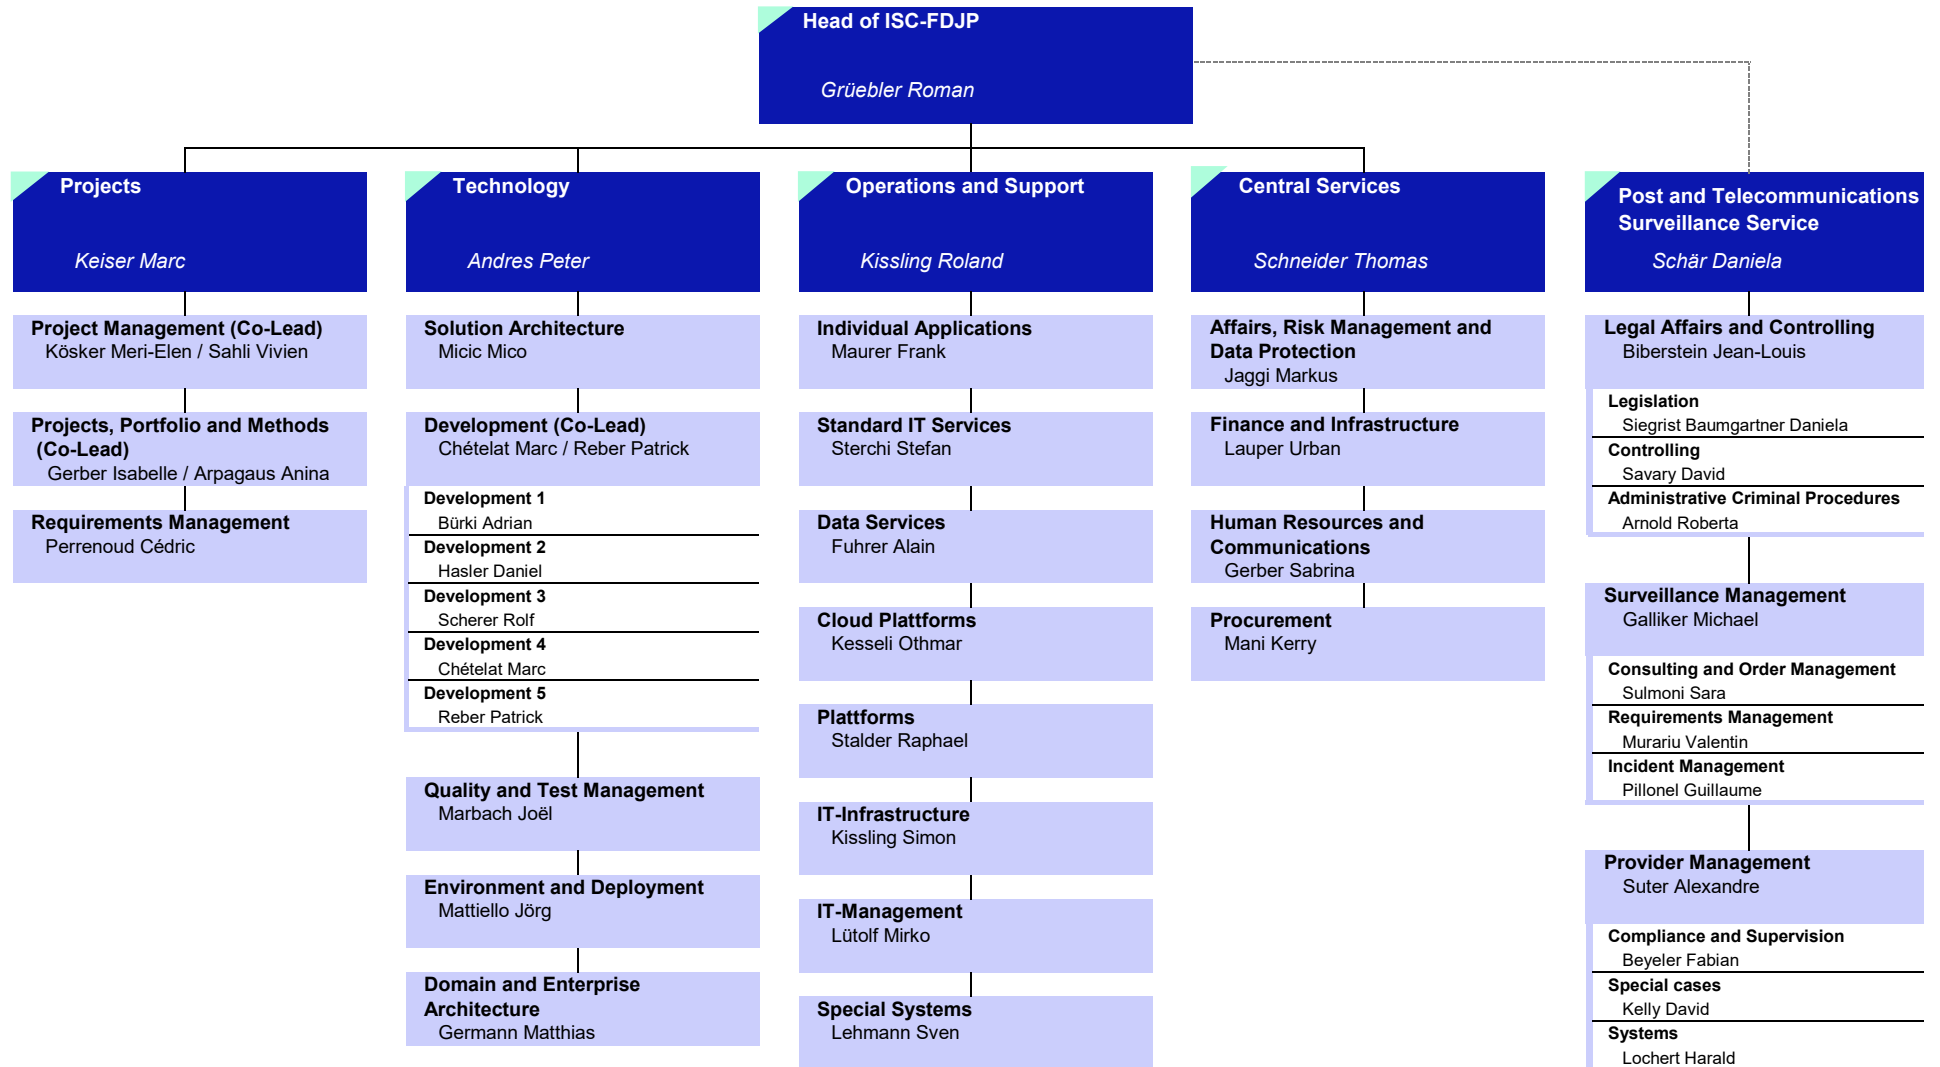 Head of ISC-FDJP
Grüebler Roman
Projects
Keiser Marc
Project Management (Co-Lead)
Kösker Meri-Elen / Sahli Vivien
Projects, Portfolio and Methods
(Co-Lead)
Gerber Isabelle / Arpagaus Anina
Requirements Management
Perrenoud Cédric
Technology
Andres Peter
Solution Architecture
Micic Mico
Development (Co-Lead)
Chételat Marc / Reber Patrick
Development 1
Bürki Adrian
Development 2
Hasler Daniel
Development 3
Scherer Rolf
Development 4
Chételat Marc
Development 5
Reber Patrick
Quality and Test Management
Marbach Joël
Environment and Deployment
Mattiello Jörg
Domain and Enterprise
Architecture
Germann Matthias
Operations and Support
Kissling Roland
Individual Applications
Maurer Frank
Standard IT Services
Sterchi Stefan
Data Services
Fuhrer Alain
Cloud Plattforms
Kesseli Othmar
Plattforms
Stalder Raphael
IT-Infrastructure
Kissling Simon
IT-Management
Lütolf Mirko
Special Systems
Lehmann Sven
Central Services
Schneider Thomas
Affairs, Risk Management and
Data Protection
Jaggi Markus
Finance and Infrastructure
Lauper Urban
Human Resources and
Communications
Gerber Sabrina
Procurement
Mani Kerry
Post and Telecommunications
Surveillance Service
Schär Daniela
Legal Affairs and Controlling
Biberstein Jean-Louis
Legislation
Siegrist Baumgartner Daniela
Controlling
Savary David
Administrative Criminal Procedures
Arnold Roberta
Surveillance Management
Galliker Michael
Consulting and Order Management
Sulmoni Sara
Requirements Management
Murariu Valentin
Incident Management
Pillonel Guillaume
Provider Management
Suter Alexandre
Compliance and Supervision
Beyeler Fabian
Special cases
Kelly David
Systems
Lochert Harald